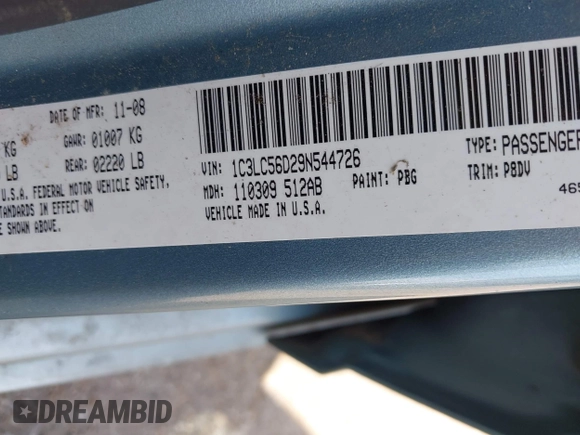 DATE OF MFR: 11-08
KG GAWR: 01007 KG
LB REAR: 02220 LB
U.S.A. FEDERAL MOTOR VEHICLE SAFETY,
STANDARDS IN EFFECT ON
SHOWN ABOVE.
VIN: 1C3LC56D29N544726
TYPE: PASSENGER
MDH: 110309 512AB PAINT: PBG TRIM: P8DV
VEHICLE MADE IN U.S.A.
465
DREAMBID